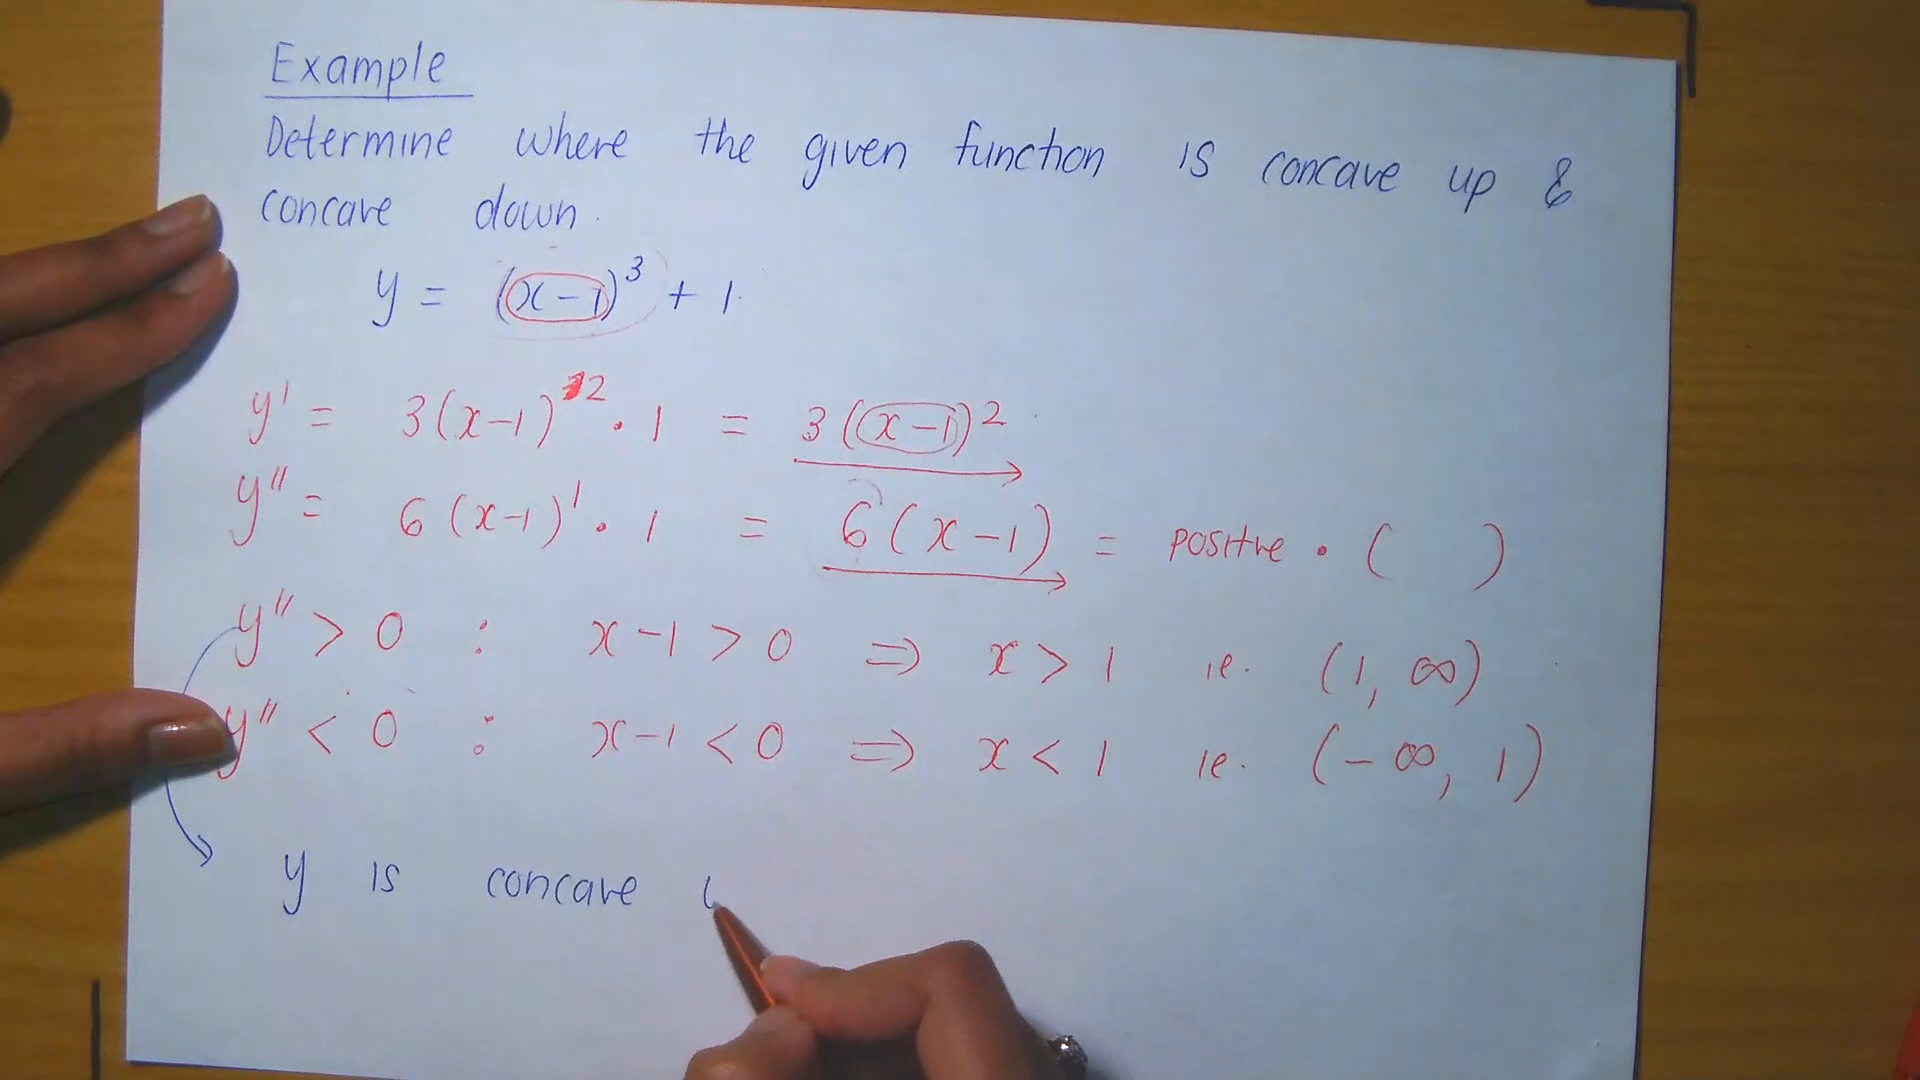 Example
Determine where the given function is concave up &
concave down.
y = (x-1)³ + 1
y' = 3(x-1)² · 1 = 3(x-1)²
y'' = 6(x-1)¹ · 1 = 6(x-1) = positive · ( )
y'' > 0 : x-1 > 0 ⇒ x > 1 ie. (1, ∞)
y'' < 0 : x-1 < 0 ⇒ x < 1 ie. (-∞, 1)
y is concave